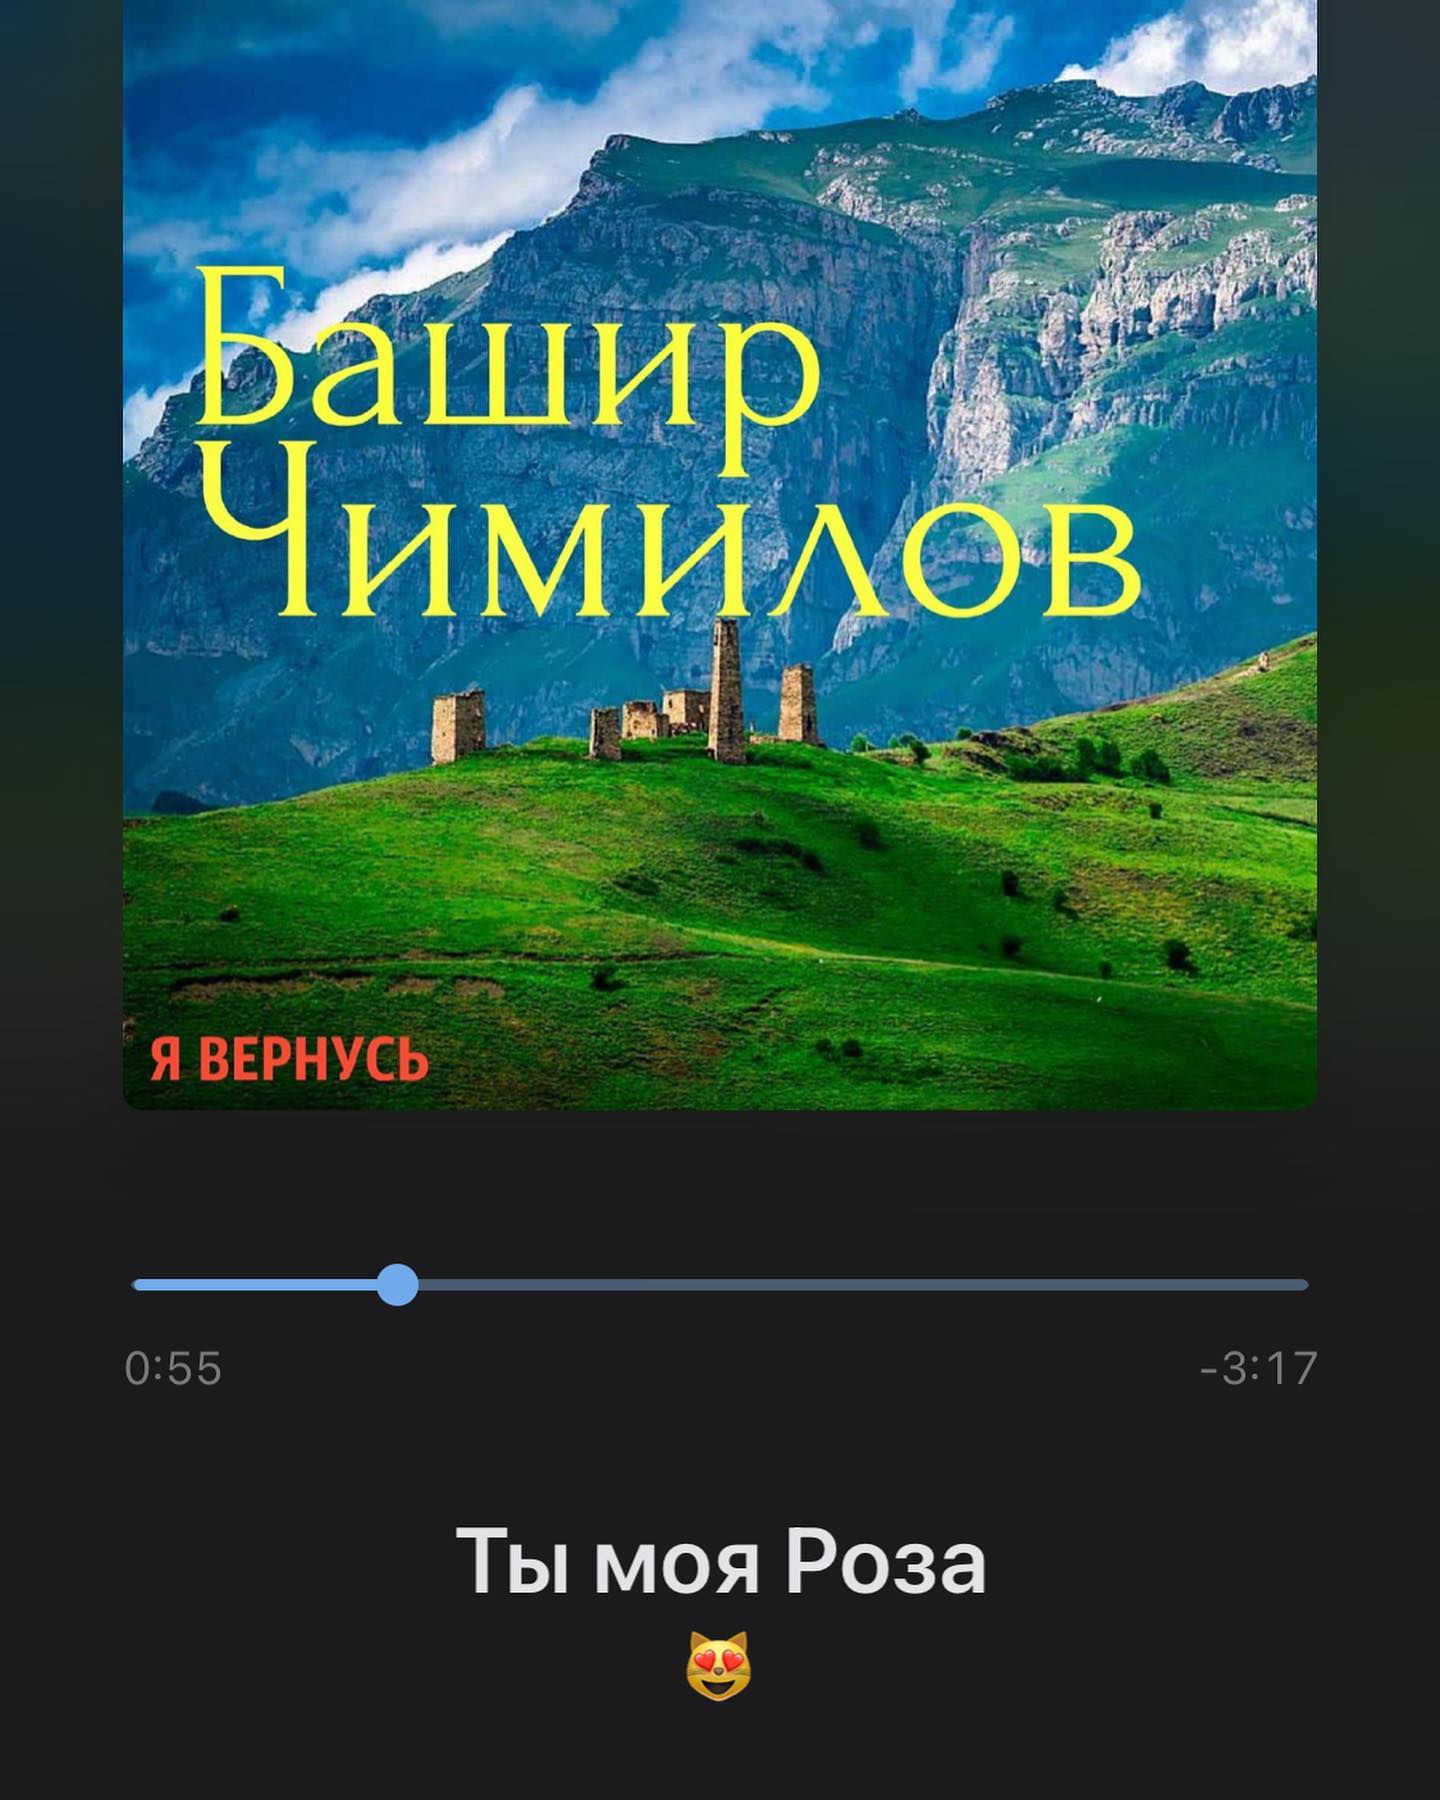 Башир
Чимилов
Я ВЕРНУСЬ
0:55
-3:17
Ты моя Роза
😻